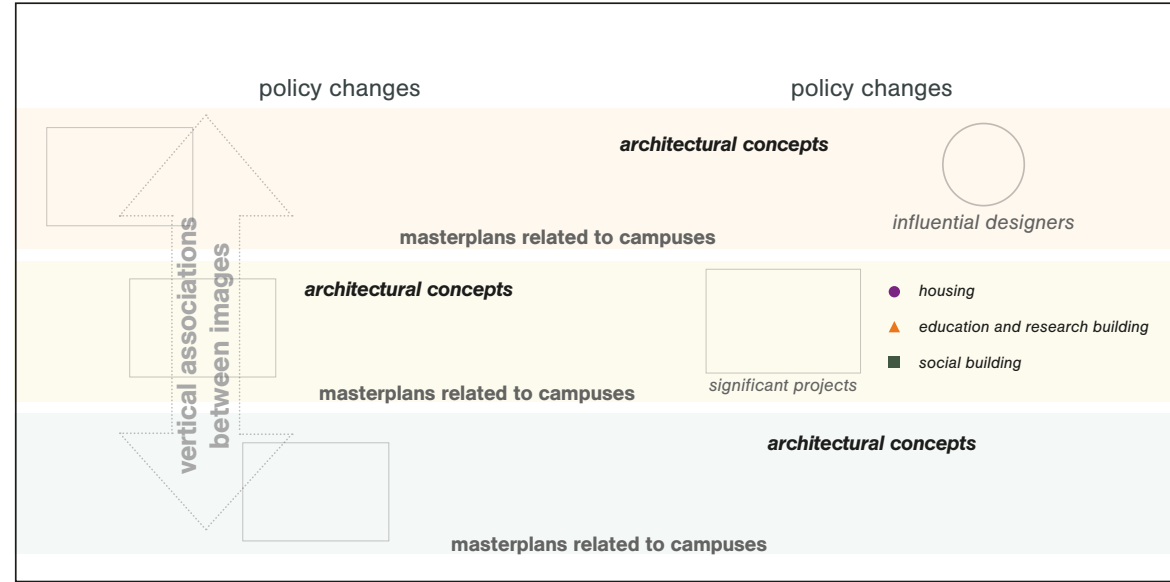 policy changes
policy changes
architectural concepts
influential designers
masterplans related to campuses
vertical associations
between images
architectural concepts
housing
education and research building
social building
significant projects
masterplans related to campuses
architectural concepts
masterplans related to campuses